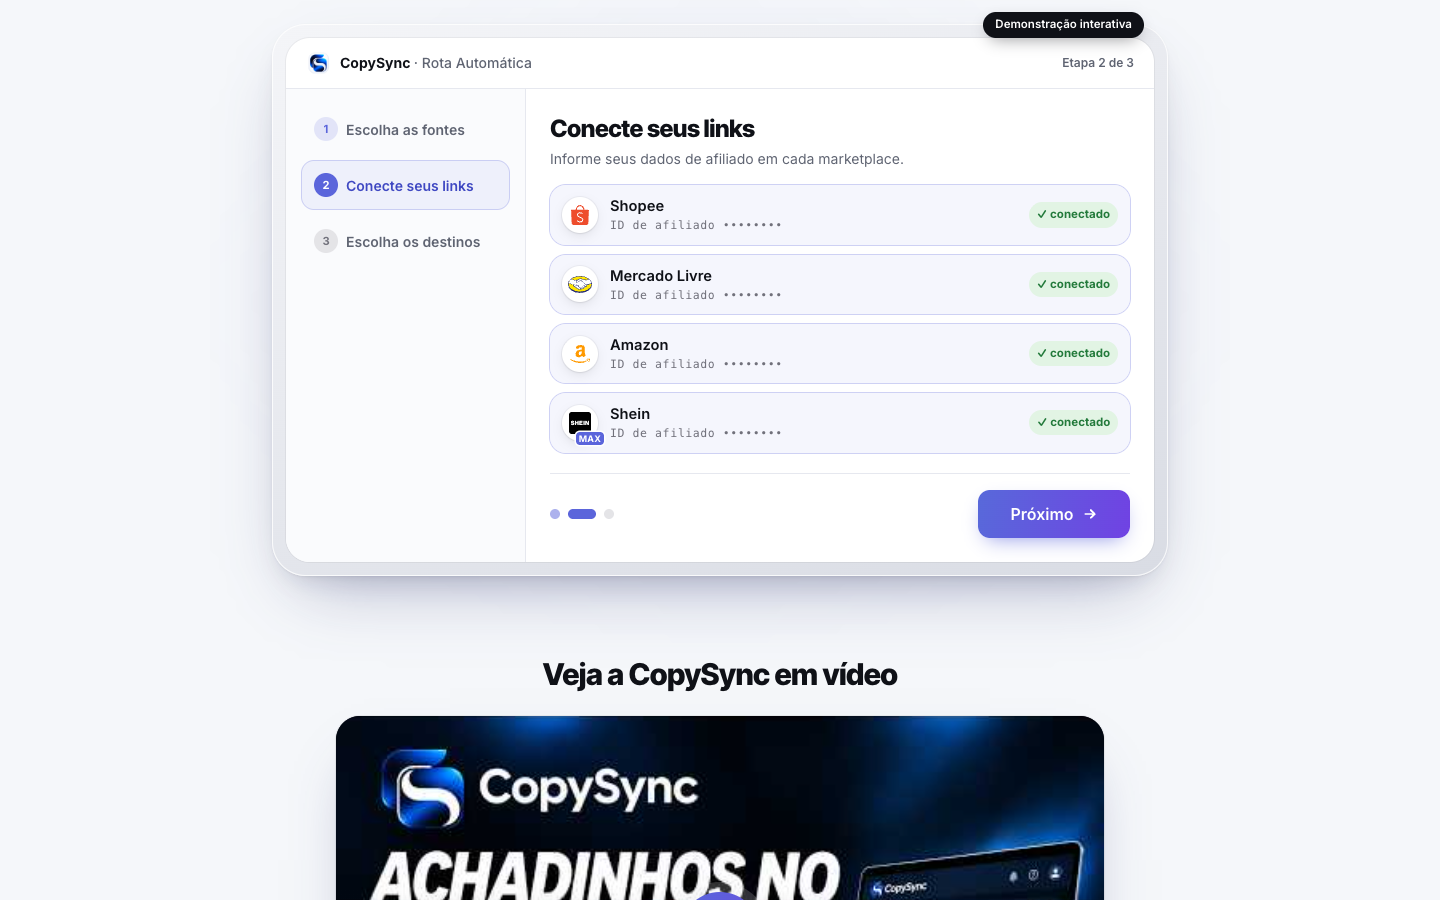 Demonstração interativa
CopySync · Rota Automática
Etapa 2 de 3
1 Escolha as fontes
2 Conecte seus links
3 Escolha os destinos
Conecte seus links
Informe seus dados de afiliado em cada marketplace.
Shopee
ID de afiliado ••••••••
✓ conectado
Mercado Livre
ID de afiliado ••••••••
✓ conectado
Amazon
ID de afiliado ••••••••
✓ conectado
SHEIN
MAX
Shein
ID de afiliado ••••••••
✓ conectado
Próximo →
Veja a CopySync em vídeo
CopySync
ACHADINHOS NO
CopySync